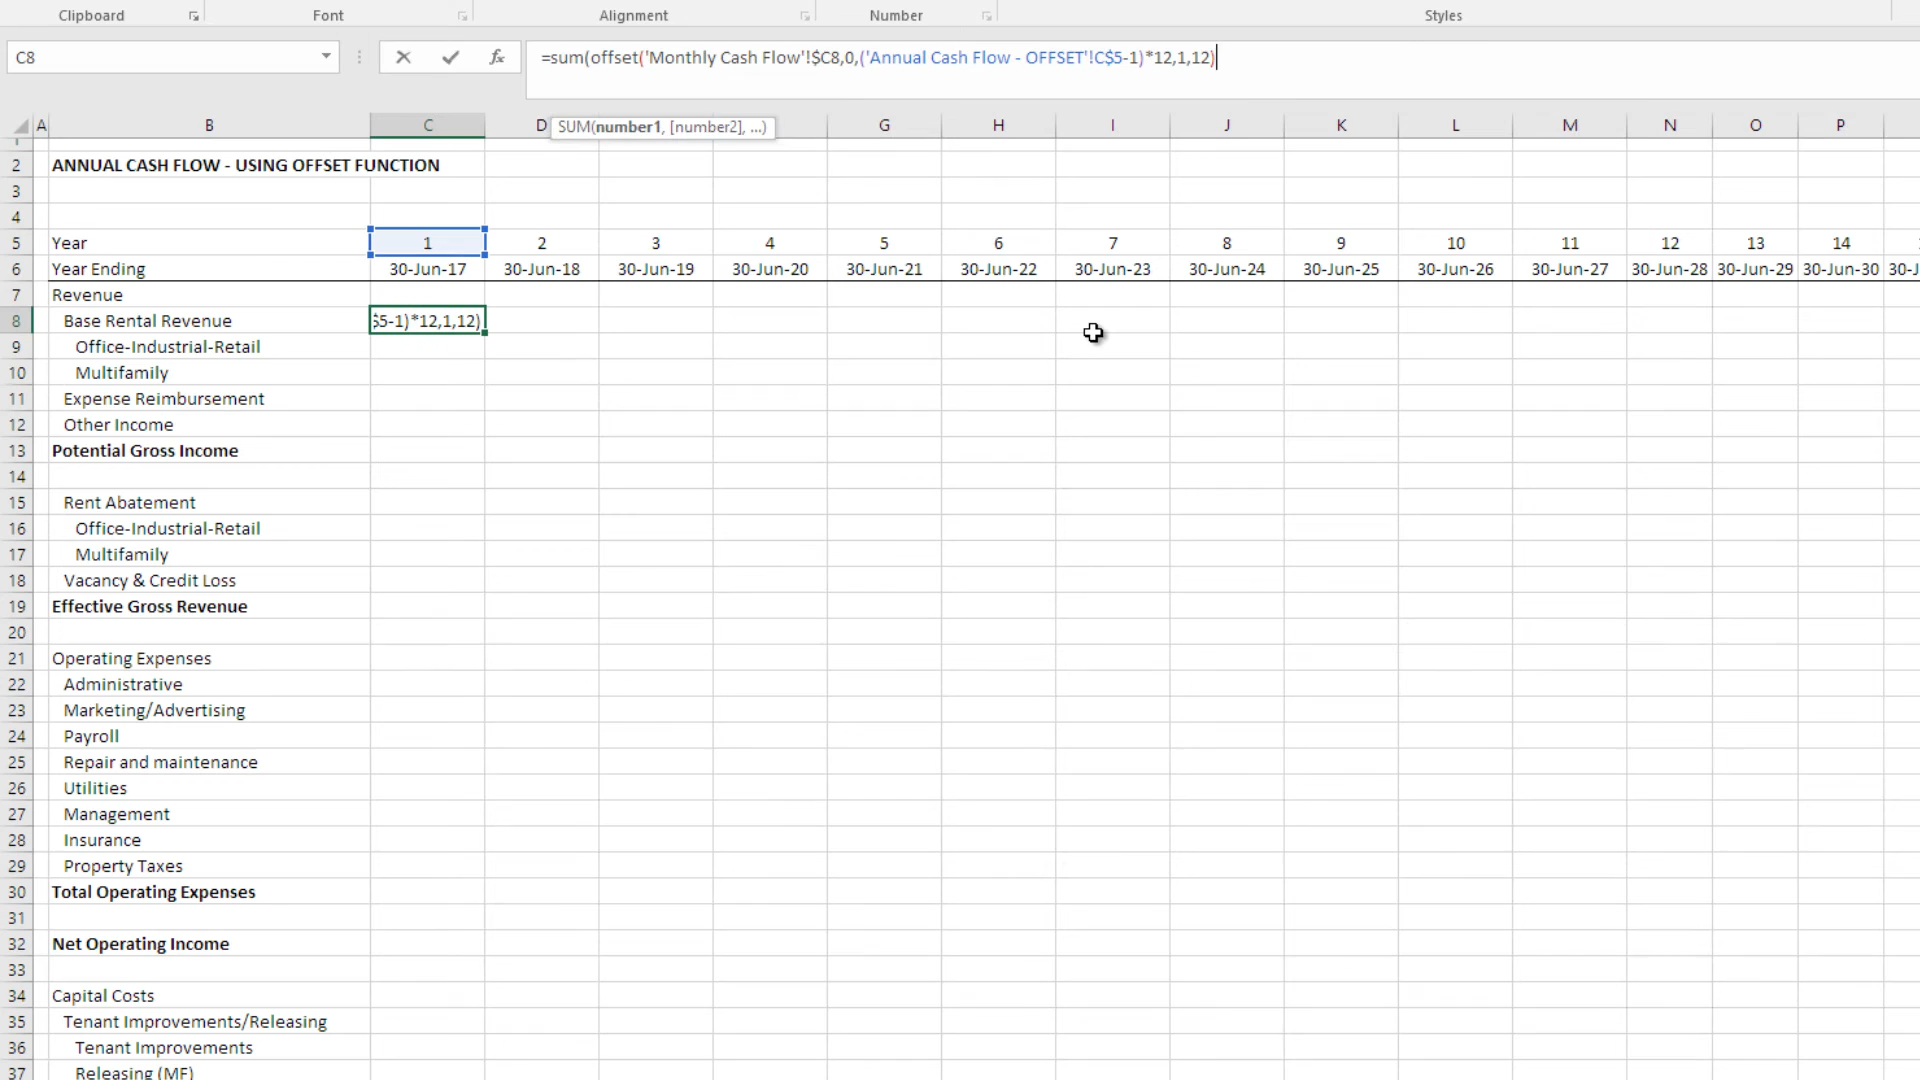 Clipboard Font Alignment Number Styles
C8 fx =sum(offset('Monthly Cash Flow'!$C8,0,('Annual Cash Flow - OFFSET'!C$5-1)*12,1,12)
SUM(number1, [number2], ...)
A B C D G H I J K L M N O P
2 ANNUAL CASH FLOW - USING OFFSET FUNCTION
3
4
5 Year 1 2 3 4 5 6 7 8 9 10 11 12 13 14
6 Year Ending 30-Jun-17 30-Jun-18 30-Jun-19 30-Jun-20 30-Jun-21 30-Jun-22 30-Jun-23 30-Jun-24 30-Jun-25 30-Jun-26 30-Jun-27 30-Jun-28 30-Jun-29 30-Jun-30 30-J
7 Revenue
8 Base Rental Revenue $5-1)*12,1,12)
9 Office-Industrial-Retail
10 Multifamily
11 Expense Reimbursement
12 Other Income
13 Potential Gross Income
14
15 Rent Abatement
16 Office-Industrial-Retail
17 Multifamily
18 Vacancy & Credit Loss
19 Effective Gross Revenue
20
21 Operating Expenses
22 Administrative
23 Marketing/Advertising
24 Payroll
25 Repair and maintenance
26 Utilities
27 Management
28 Insurance
29 Property Taxes
30 Total Operating Expenses
31
32 Net Operating Income
33
34 Capital Costs
35 Tenant Improvements/Releasing
36 Tenant Improvements
37 Releasing (MF)